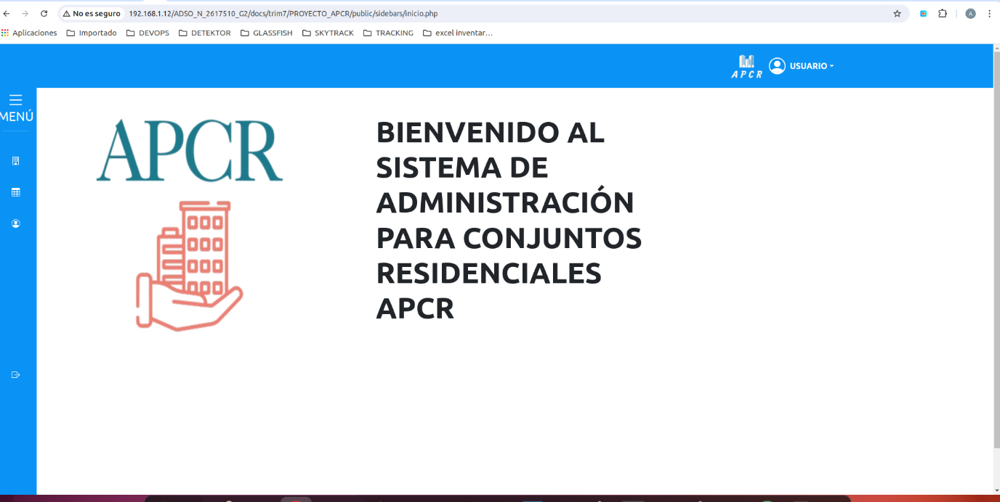 No es seguro 192.168.1.12/ADSO_N_2617510_G2/docs/trim7/PROYECTO_APCR/public/sidebars/inicio.php A
Aplicaciones Importado DEVOPS DETEKTOR GLASSFISH SKYTRACK TRACKING excel inventar…
APCR USUARIO
MENÚ
APCR
BIENVENIDO AL
SISTEMA DE
ADMINISTRACIÓN
PARA CONJUNTOS
RESIDENCIALES
APCR